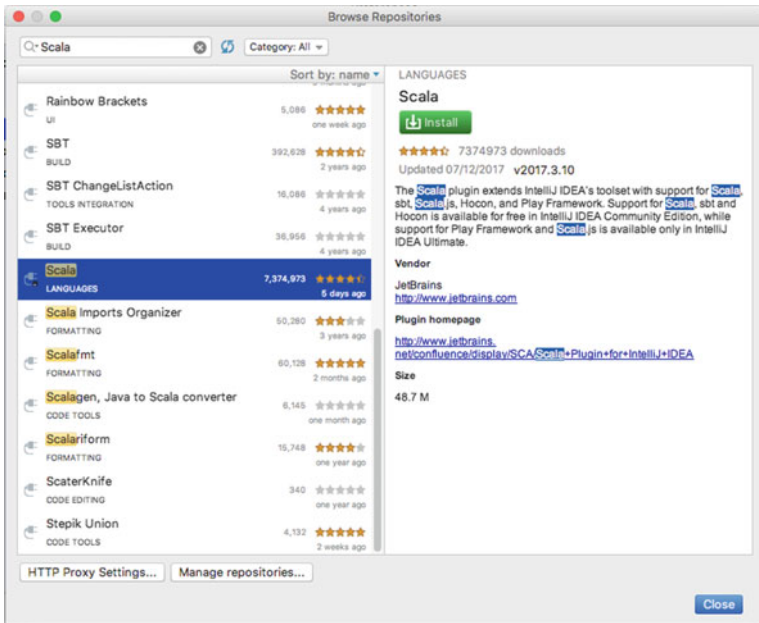 Browse Repositories
Scala
Category: All
Sort by: name
LANGUAGES
Rainbow Brackets
UI
5,086
one week ago
SBT
BUILD
392,628
2 years ago
SBT ChangeListAction
TOOLS INTEGRATION
16,086
4 years ago
SBT Executor
BUILD
36,956
4 years ago
Scala
LANGUAGES
7,374,973
5 days ago
Scala Imports Organizer
FORMATTING
50,260
3 years ago
Scalafmt
FORMATTING
60,128
2 months ago
Scalagen, Java to Scala converter
CODE TOOLS
6,145
one month ago
Scalariform
FORMATTING
15,748
one year ago
ScaterKnife
CODE EDITING
340
one year ago
Stepik Union
CODE TOOLS
4,132
2 weeks ago
Scala
Install
7374973 downloads
Updated 07/12/2017 v2017.3.10
The Scala plugin extends IntelliJ IDEA's toolset with support for Scala,
sbt, Scala.js, Hocon, and Play Framework. Support for Scala, sbt and
Hocon is available for free in IntelliJ IDEA Community Edition, while
support for Play Framework and Scala.js is available only in IntelliJ
IDEA Ultimate.
Vendor
JetBrains
http://www.jetbrains.com
Plugin homepage
http://www.jetbrains.
net/confluence/display/SCA/Scala+Plugin+for+IntelliJ+IDEA
Size
48.7 M
HTTP Proxy Settings...
Manage repositories...
Close